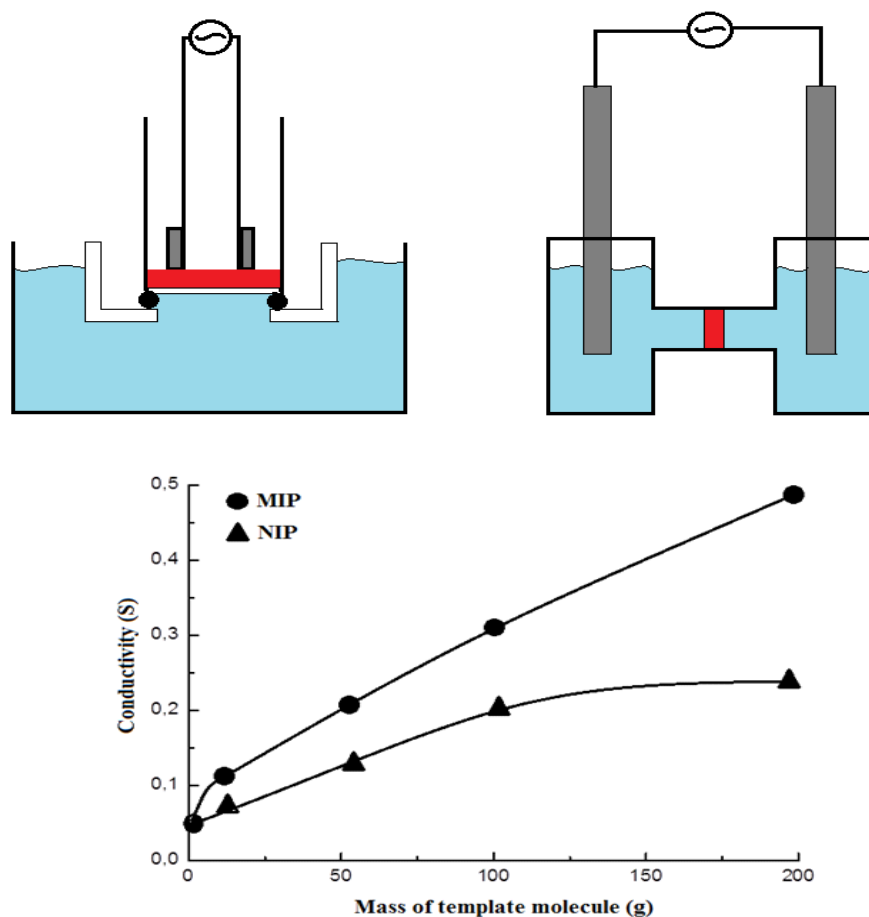 MIP
NIP
Conductivity (S)
0,5
0,4
0,3
0,2
0,1
0,0
0
50
100
150
200
Mass of template molecule (g)